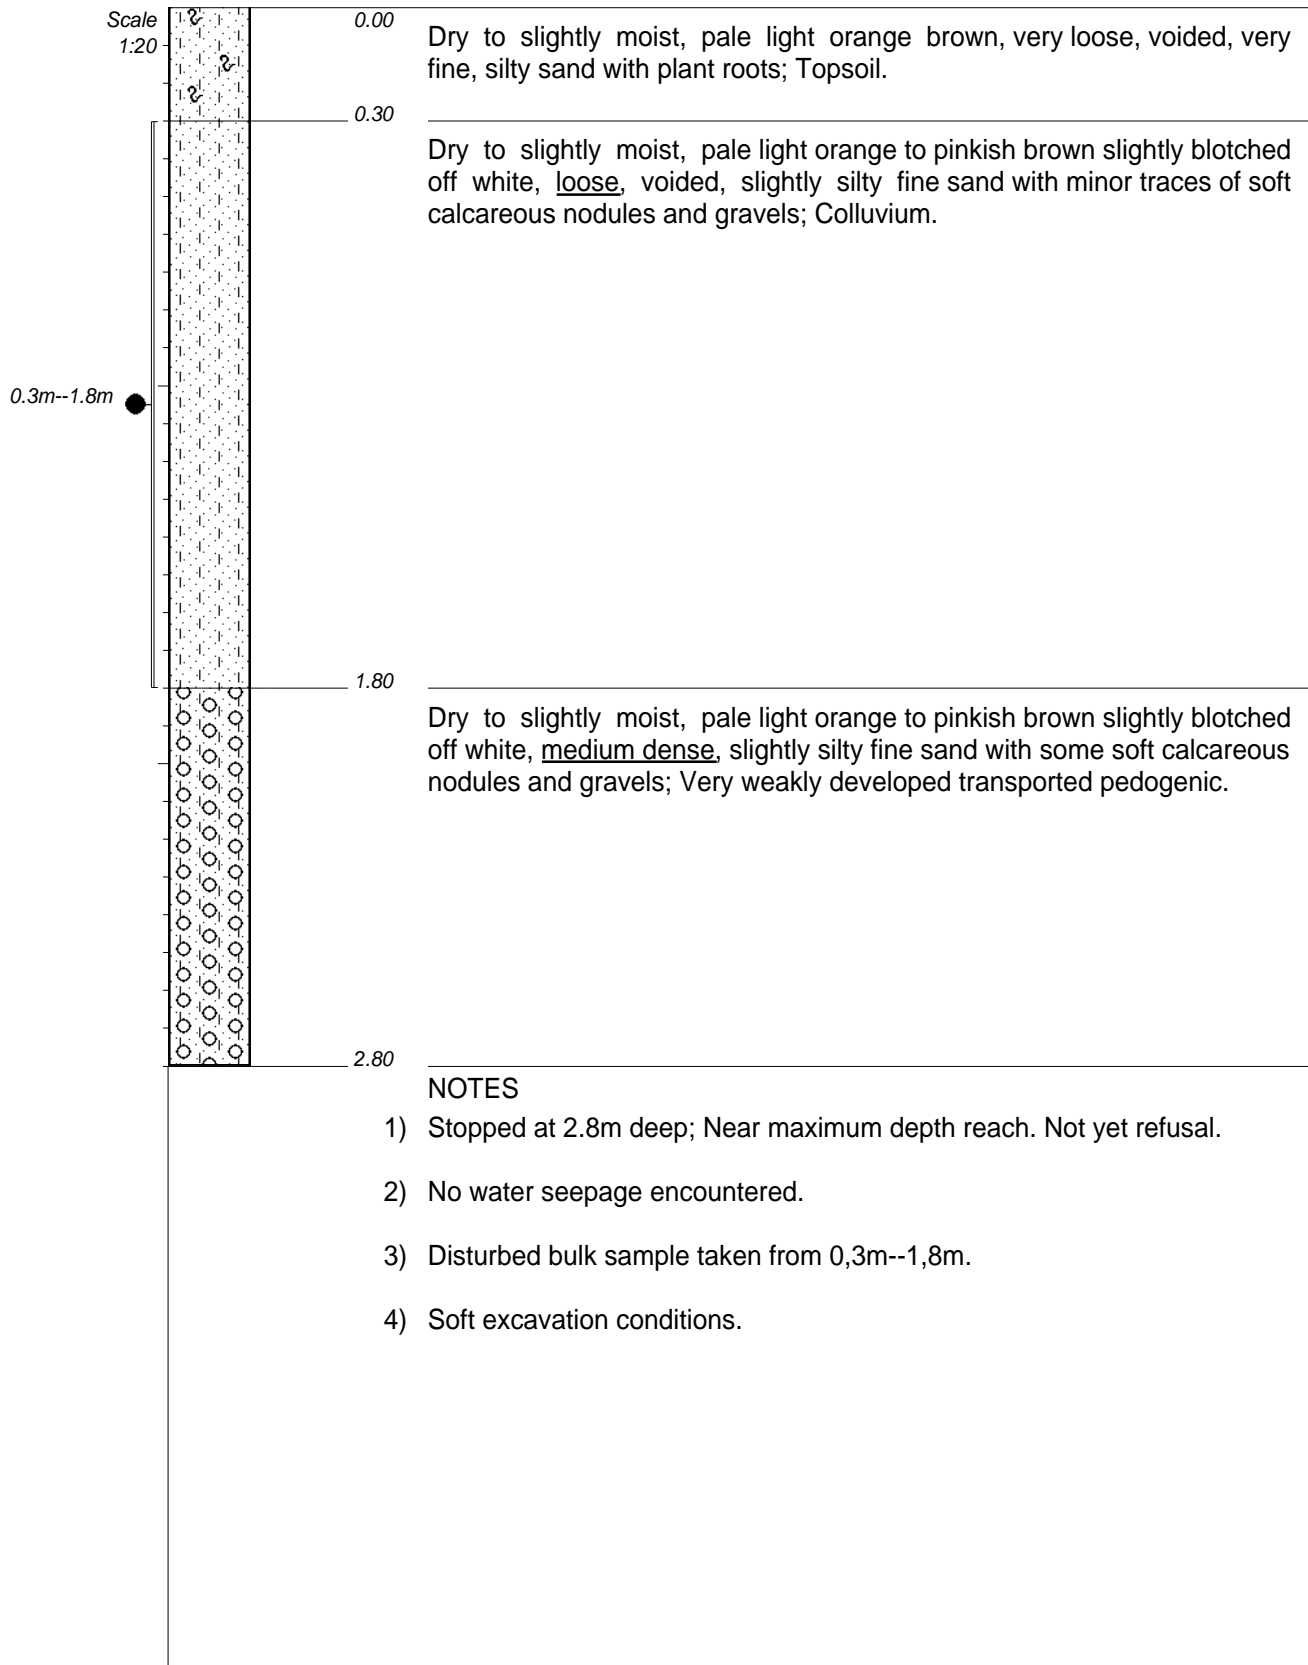 Scale
1:20
0.00
Dry to slightly moist, pale light orange brown, very loose, voided, very
fine, silty sand with plant roots; Topsoil.
0.30
Dry to slightly moist, pale light orange to pinkish brown slightly blotched
off white, loose, voided, slightly silty fine sand with minor traces of soft
calcareous nodules and gravels; Colluvium.
0.3m--1.8m
1.80
Dry to slightly moist, pale light orange to pinkish brown slightly blotched
off white, medium dense, slightly silty fine sand with some soft calcareous
nodules and gravels; Very weakly developed transported pedogenic.
2.80
NOTES
1) Stopped at 2.8m deep; Near maximum depth reach. Not yet refusal.
2) No water seepage encountered.
3) Disturbed bulk sample taken from 0,3m--1,8m.
4) Soft excavation conditions.